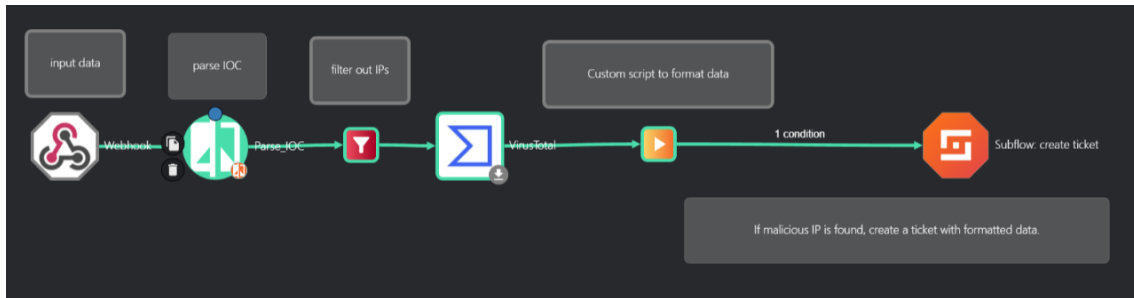 input data
parse IOC
filter out IPs
Custom script to format data
Webhook
Parse_IOC
VirusTotal
1 condition
Subflow: create ticket
If malicious IP is found, create a ticket with formatted data.